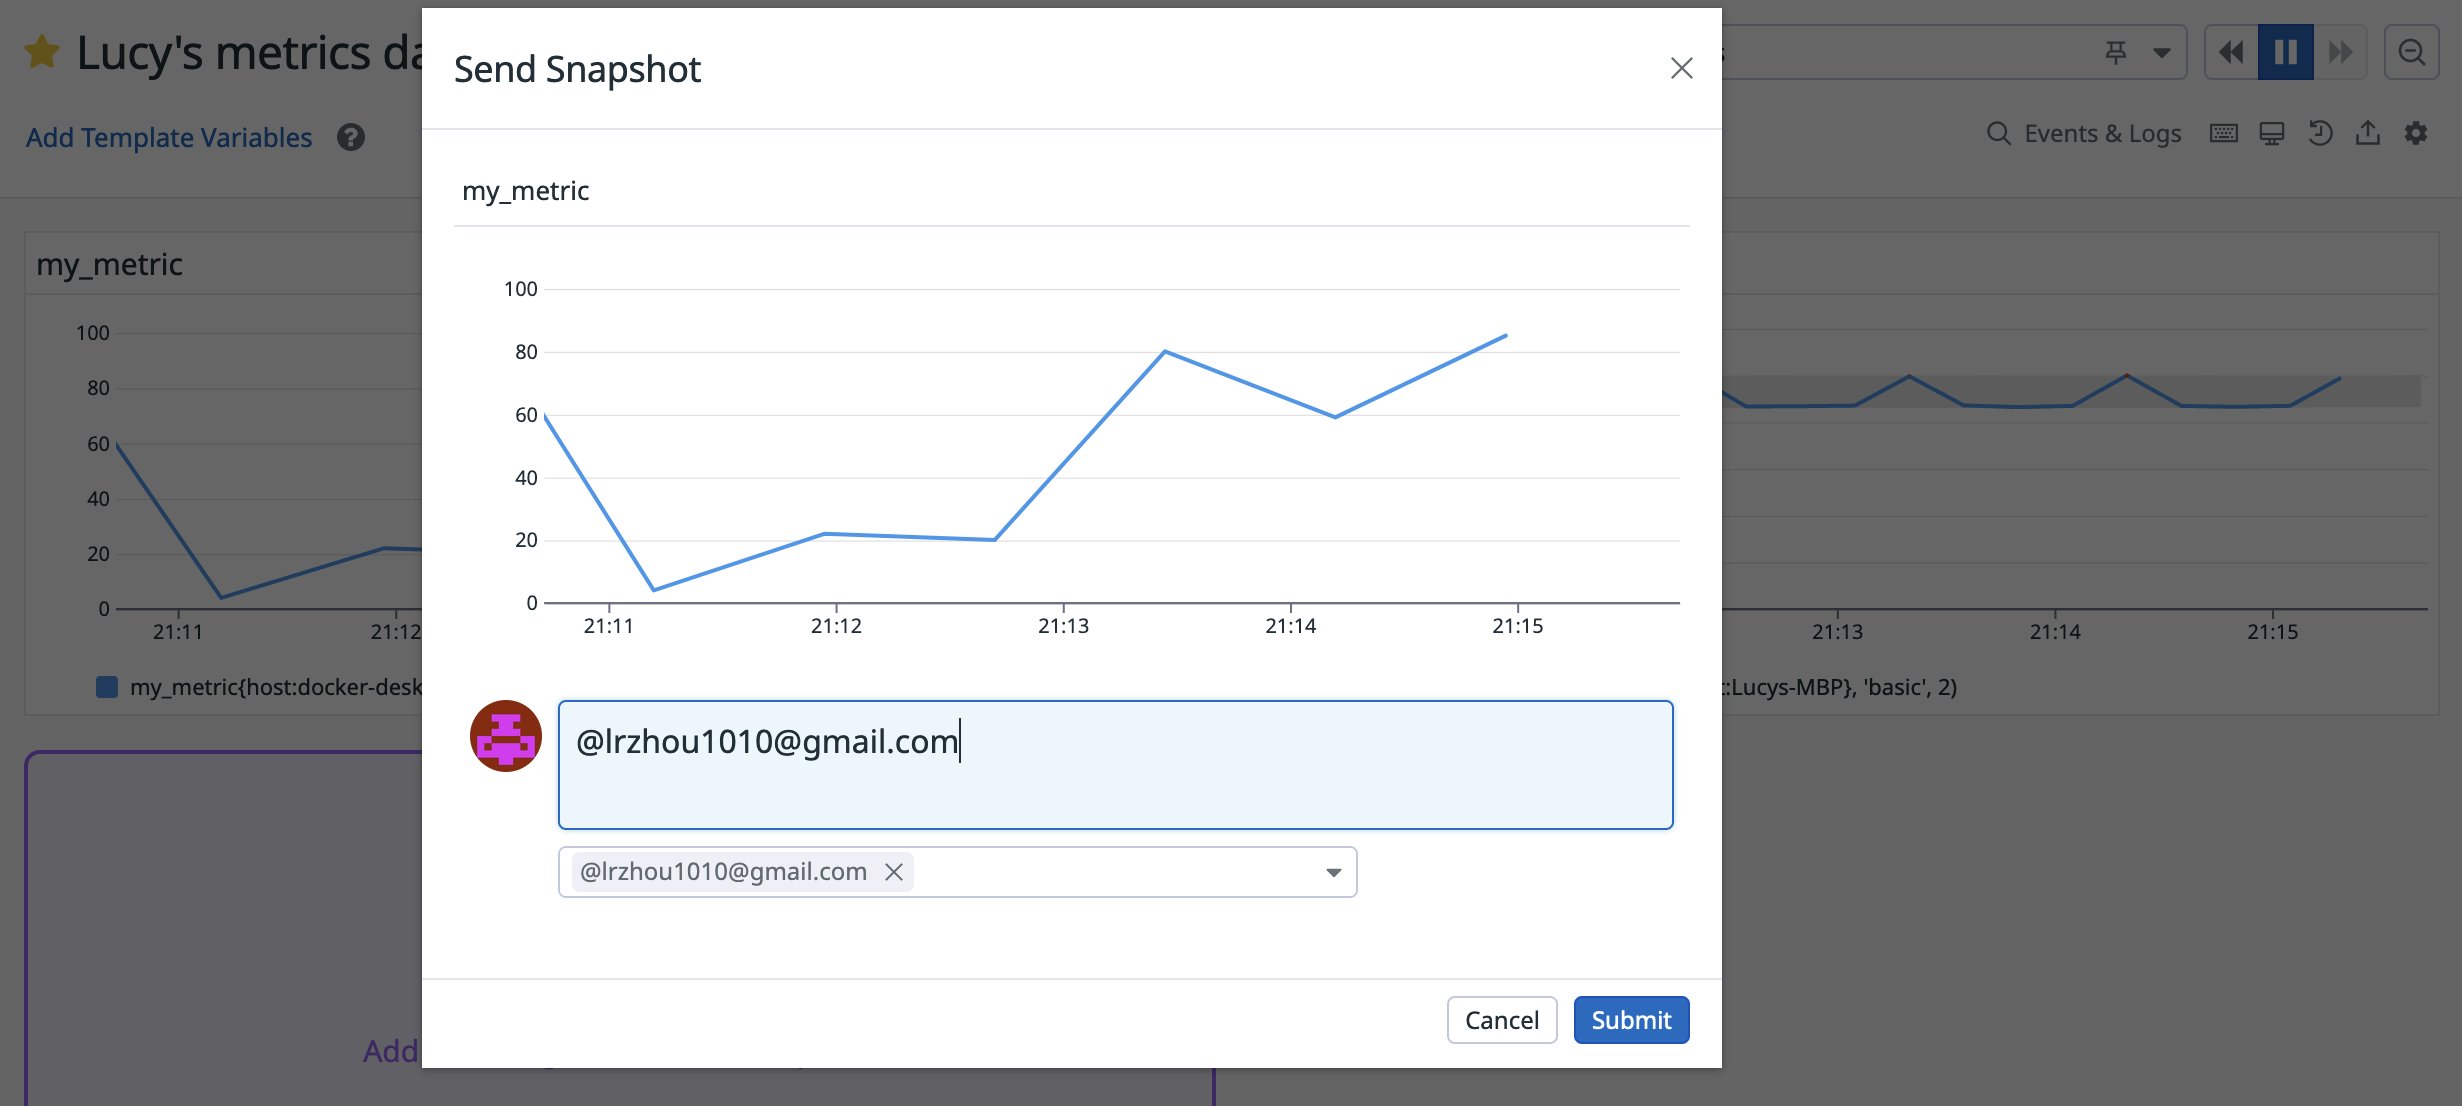 Lucy's metrics da
Add Template Variables
Events & Logs
my_metric
100
80
60
40
20
0
21:11
21:12
my_metric{host:docker-desk
Add
Send Snapshot
my_metric
100
80
60
40
20
0
21:11
21:12
21:13
21:14
21:15
@lrzhou1010@gmail.com
@lrzhou1010@gmail.com
Cancel
Submit
21:13
21:14
21:15
t:Lucys-MBP}, 'basic', 2)